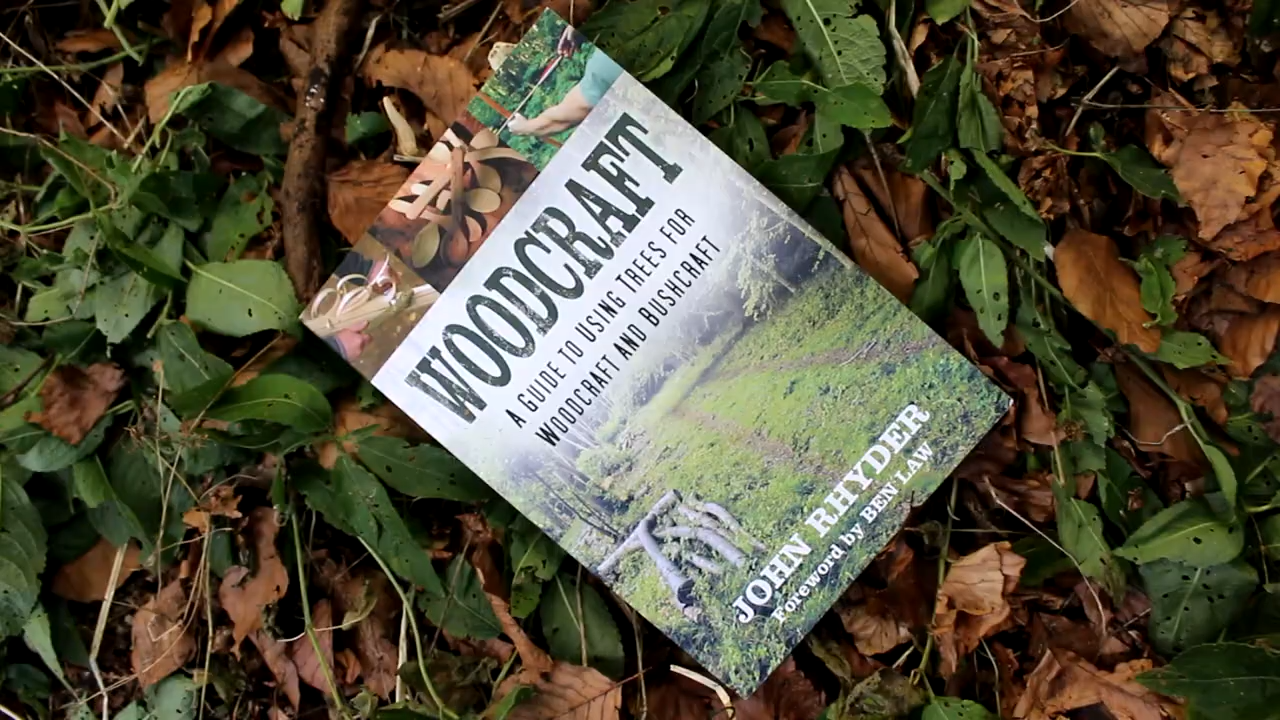 WOODCRAFT
A GUIDE TO USING TREES FOR
WOODCRAFT AND BUSHCRAFT
JOHN RHYDER
Foreword by BEN LAW